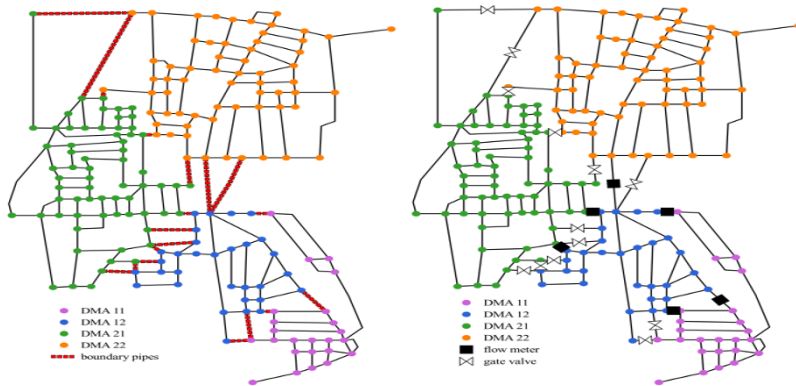 DMA 11
DMA 12
DMA 21
DMA 22
boundary pipes
DMA 11
DMA 12
DMA 21
DMA 22
flow meter
gate valve